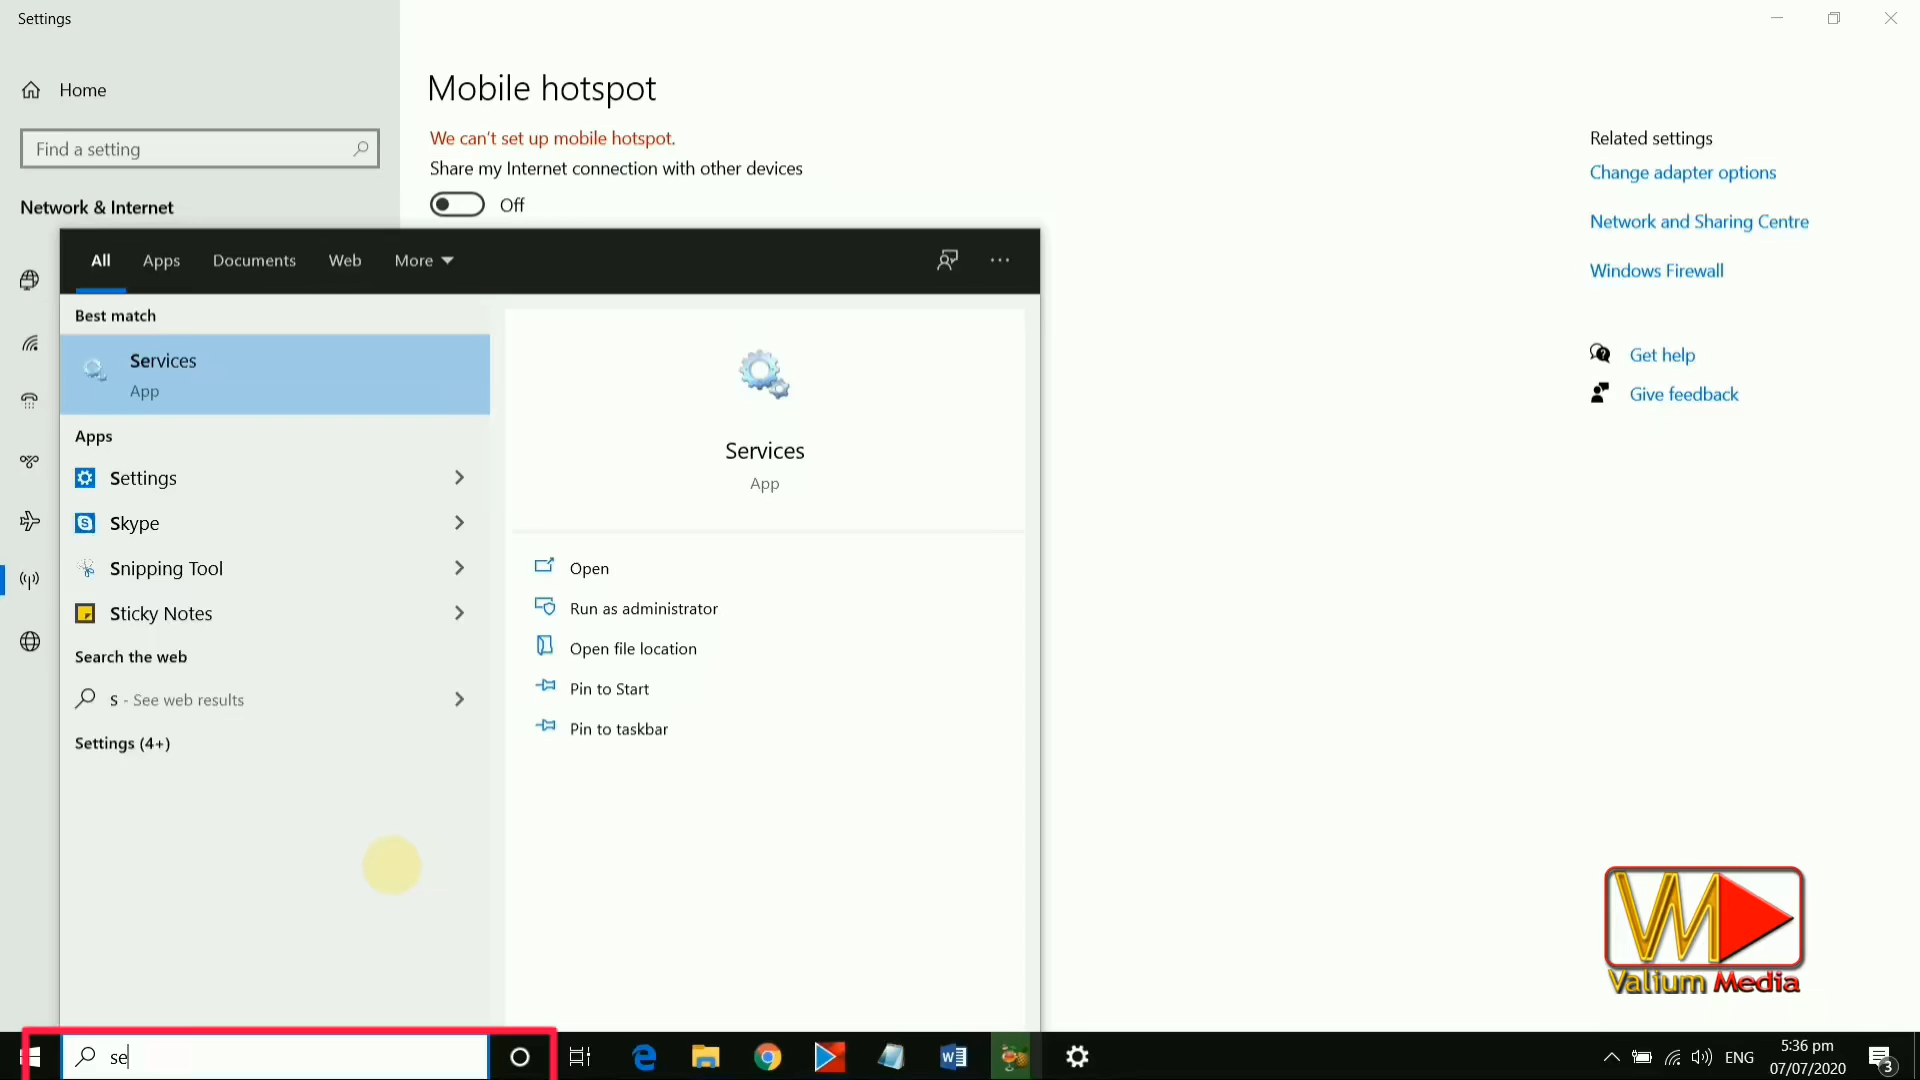 Settings
Home
Find a setting
Network & Internet
Mobile hotspot
We can't set up mobile hotspot.
Share my Internet connection with other devices
Off
Related settings
Change adapter options
Network and Sharing Centre
Windows Firewall
Get help
Give feedback
All Apps Documents Web More
Best match
Services
App
Apps
Settings
Skype
Snipping Tool
Sticky Notes
Search the web
s - See web results
Settings (4+)
Services
App
Open
Run as administrator
Open file location
Pin to Start
Pin to taskbar
VM
Valium Media
se
ENG
5:36 pm
07/07/2020
3